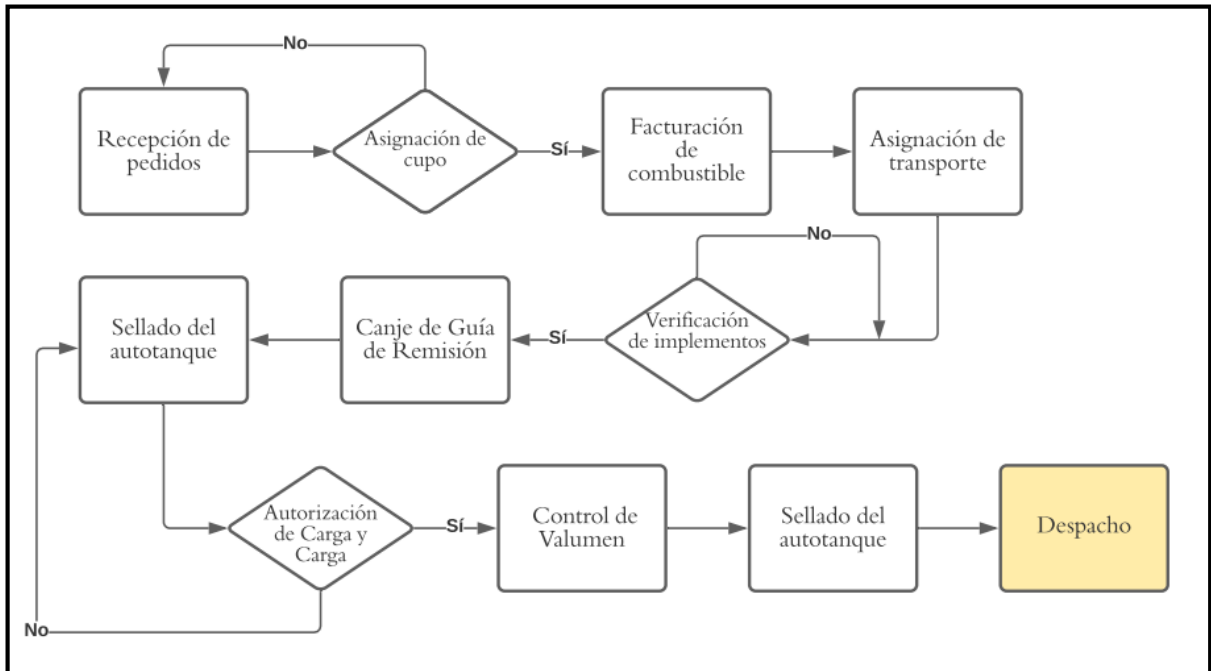 No
Recepción de
pedidos
Asignación de
cupo
Sí
Facturación
de
combustible
Asignación de
transporte
No
Sellado del
autotanque
Canje de Guía
de Remisión
Sí
Verificación
de implementos
Autorización
de Carga y
Carga
Sí
Control de
Valumen
Sellado del
autotanque
Despacho
No